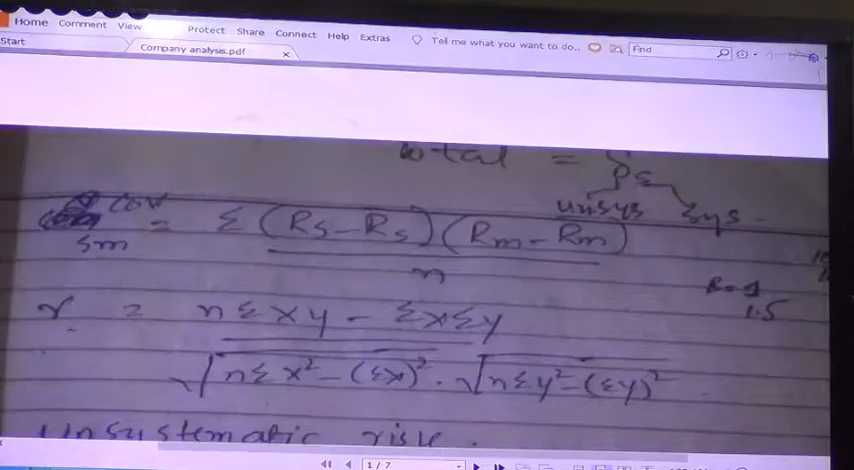 Home Comment View Protect Share Connect Help Extras Tell me what you want to do.. Find
Start Company analysis.pdf ×
total =
unsys sys
COV sm = Σ (Rs - Rs) (Rm - Rm)
n
1.5
r = nΣxy - ΣxΣy
√nΣx² - (Σx)² . √nΣy² - (Σy)²
Unsystematic risk.
1 / 7